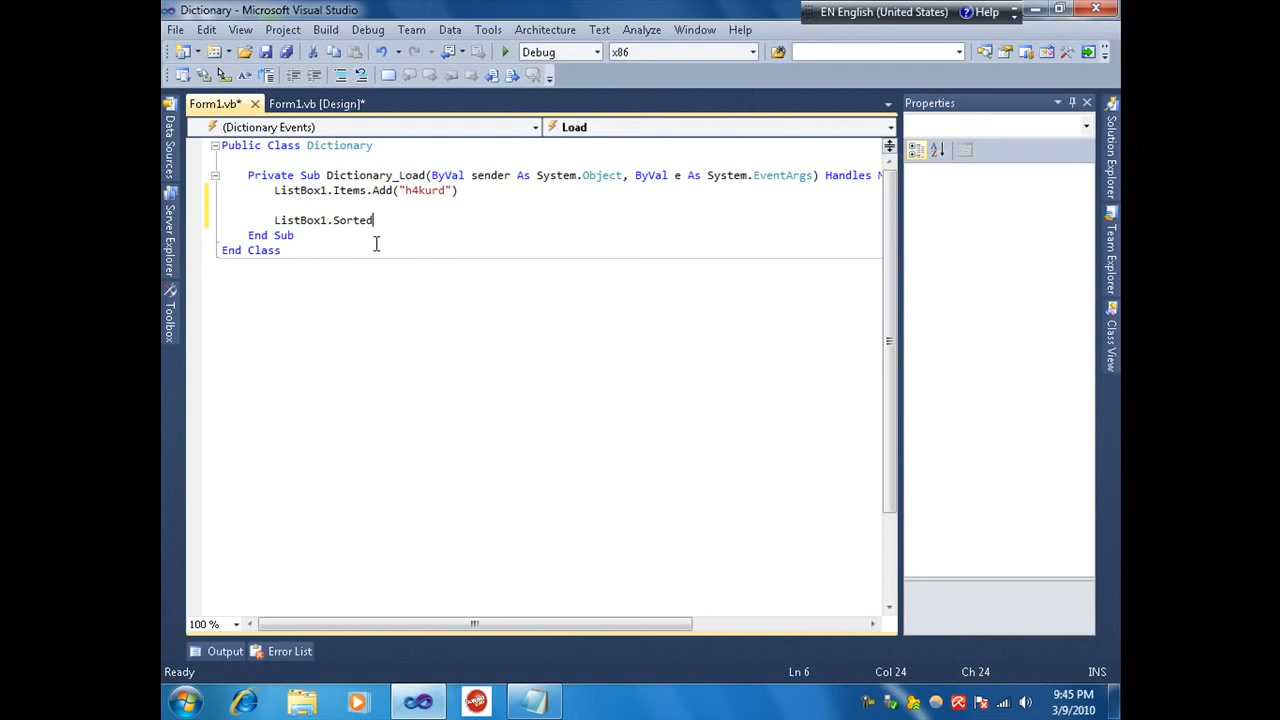 Dictionary - Microsoft Visual Studio
EN English (United States)
Help
File Edit View Project Build Debug Team Data Tools Architecture Test Analyze Window Help
Debug
x86
Form1.vb*
Form1.vb [Design]*
Properties
(Dictionary Events)
Load
Public Class Dictionary
Private Sub Dictionary_Load(ByVal sender As System.Object, ByVal e As System.EventArgs) Handles
ListBox1.Items.Add("h4kurd")
ListBox1.Sorted
End Sub
End Class
Data Sources
Server Explorer
Toolbox
Solution Explorer
Team Explorer
Class View
100 %
Output
Error List
Ready
Ln 6
Col 24
Ch 24
INS
9:45 PM
3/9/2010